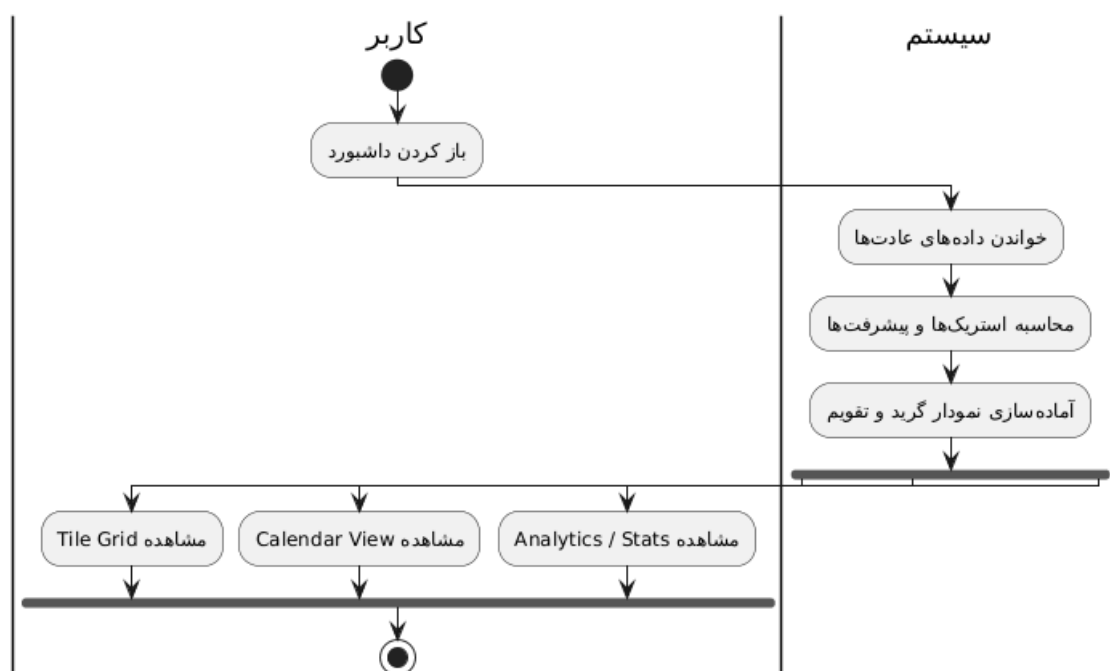 کاربر
سیستم
باز کردن داشبورد
خواندن داده‌های عادت‌ها
محاسبه استریک‌ها و پیشرفت‌ها
آماده‌سازی نمودار گرید و تقویم
مشاهده Tile Grid
مشاهده Calendar View
مشاهده Analytics / Stats